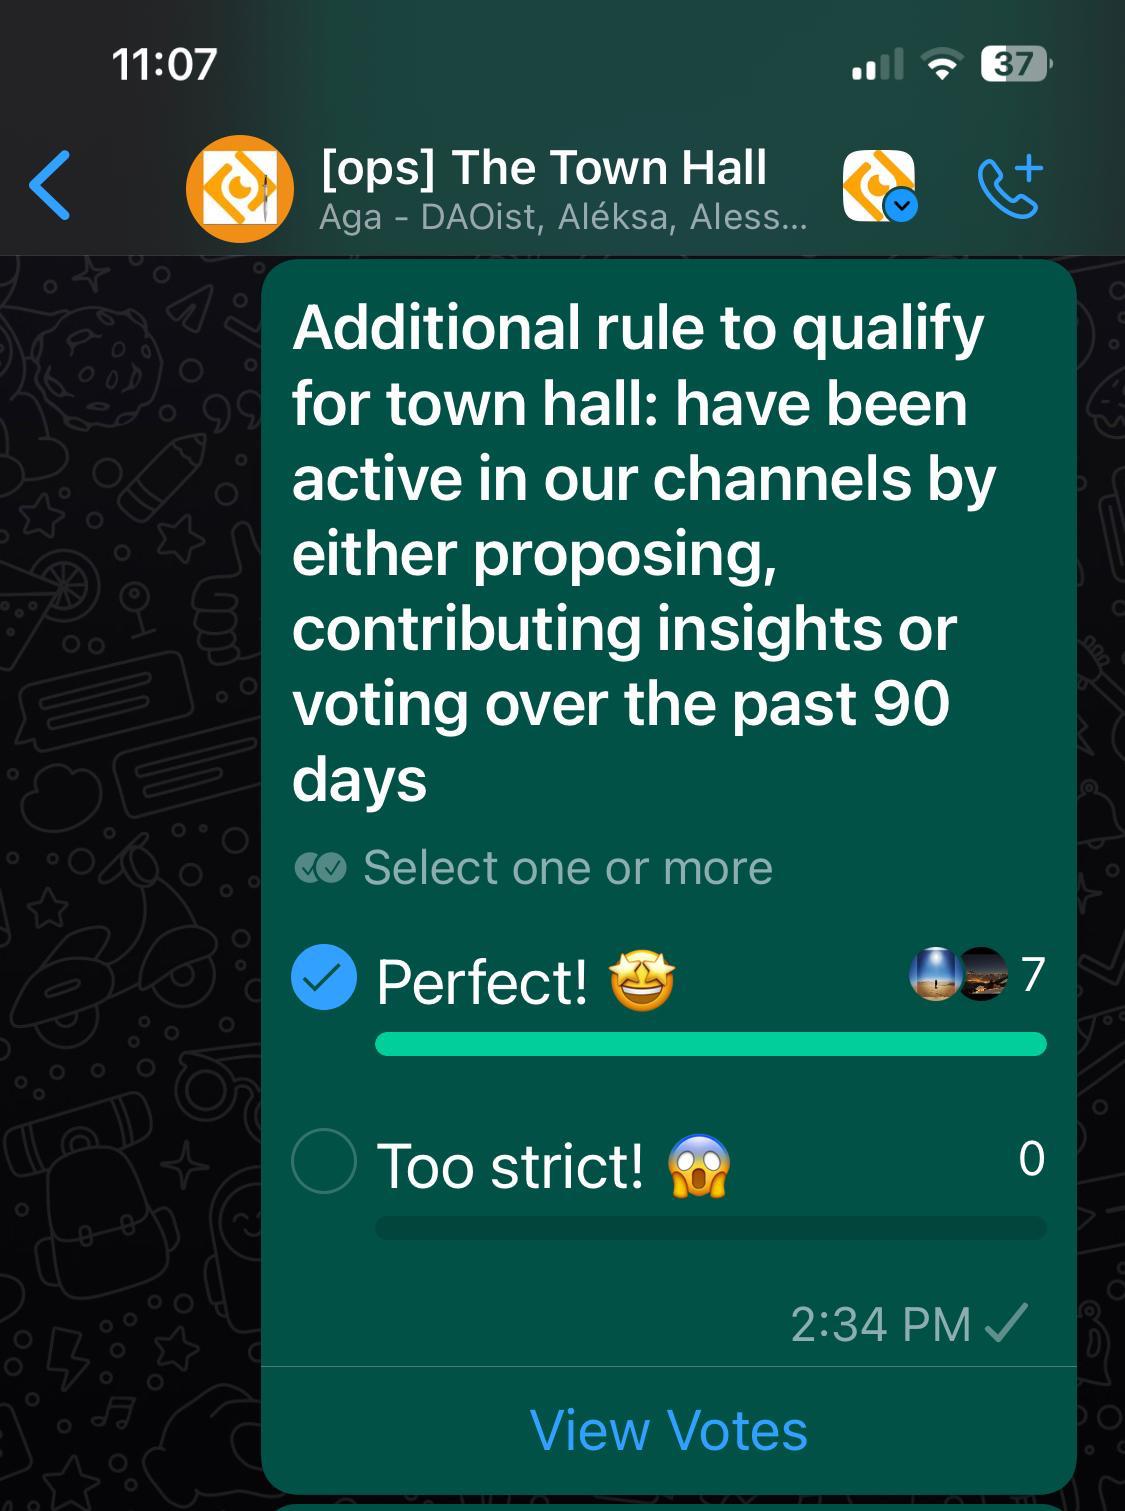 11:07
37
[ops] The Town Hall
Aga - DAOist, Aléksa, Aless...
Additional rule to qualify
for town hall: have been
active in our channels by
either proposing,
contributing insights or
voting over the past 90
days
Select one or more
Perfect! 🤩 7
Too strict! 😱 0
2:34 PM
View Votes